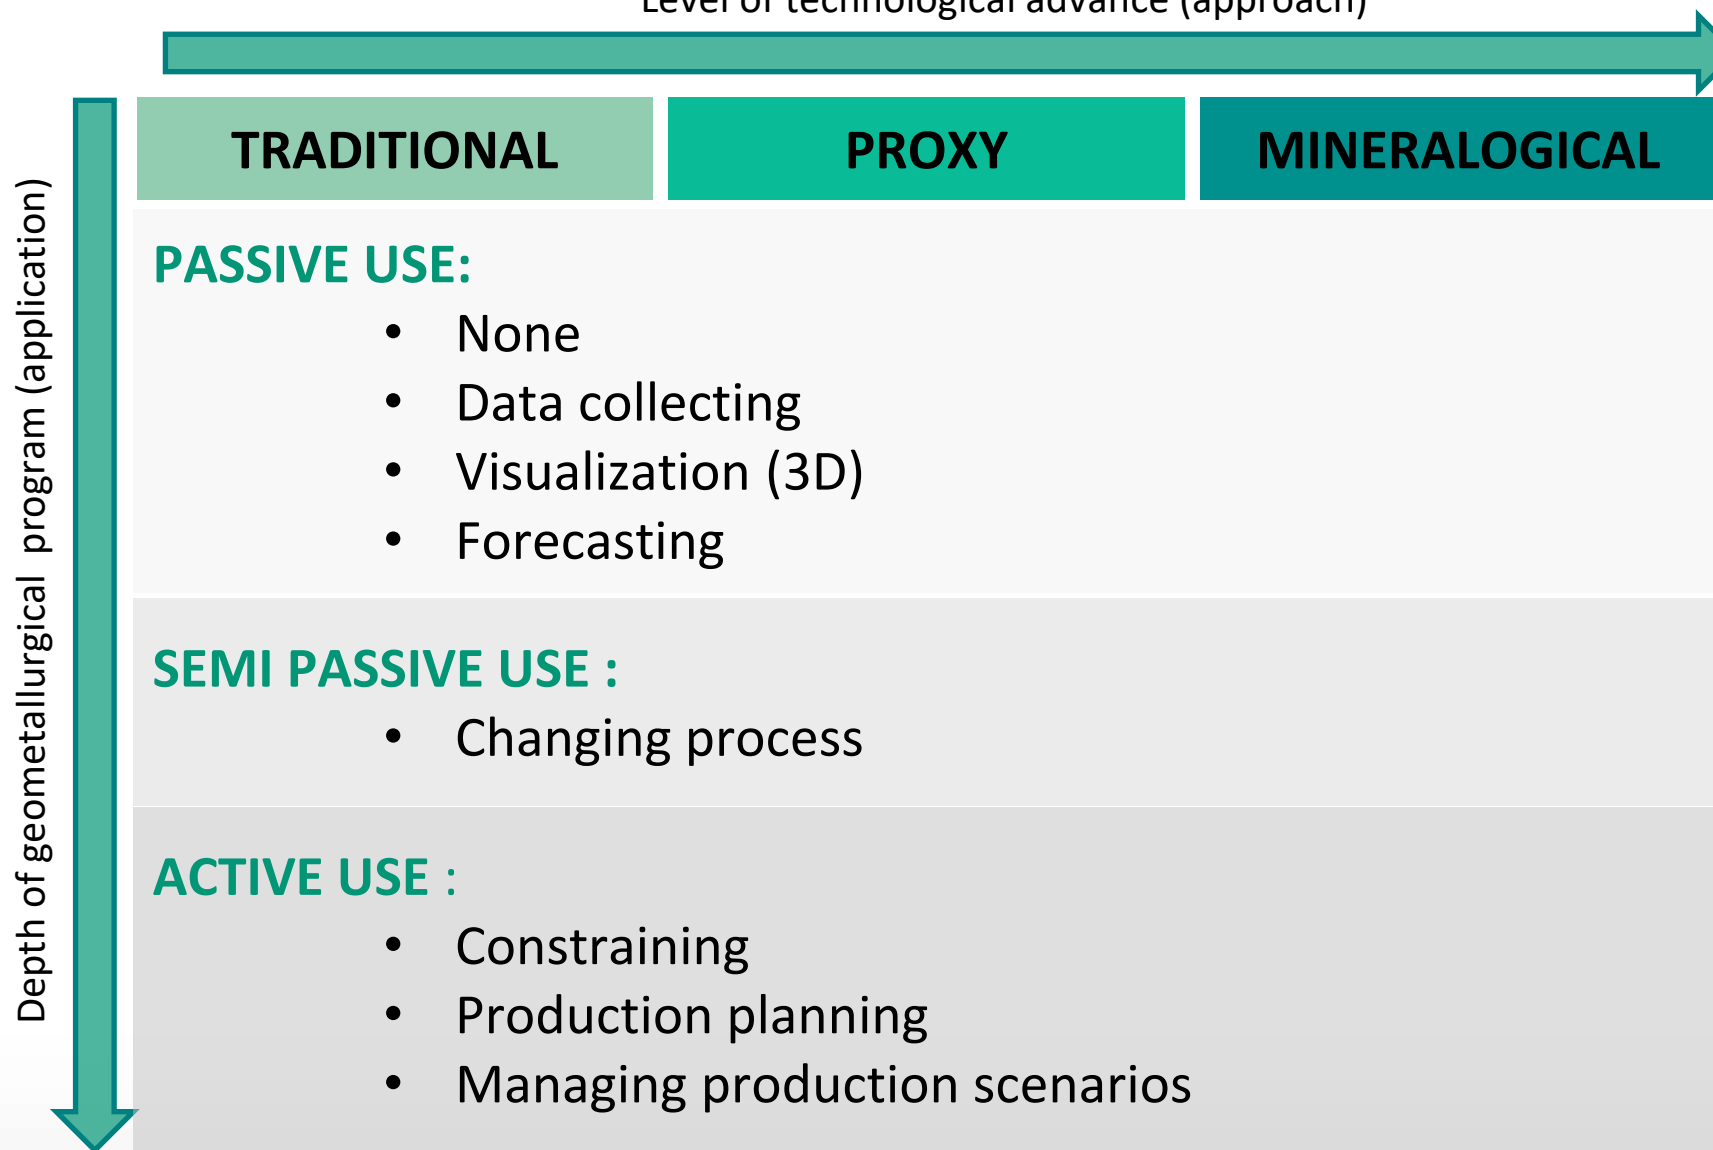 Level of technological advance (approach)
TRADITIONAL
PROXY
MINERALOGICAL
Depth of geometallurgical program (application)
PASSIVE USE:
• None
• Data collecting
• Visualization (3D)
• Forecasting
SEMI PASSIVE USE :
• Changing process
ACTIVE USE :
• Constraining
• Production planning
• Managing production scenarios